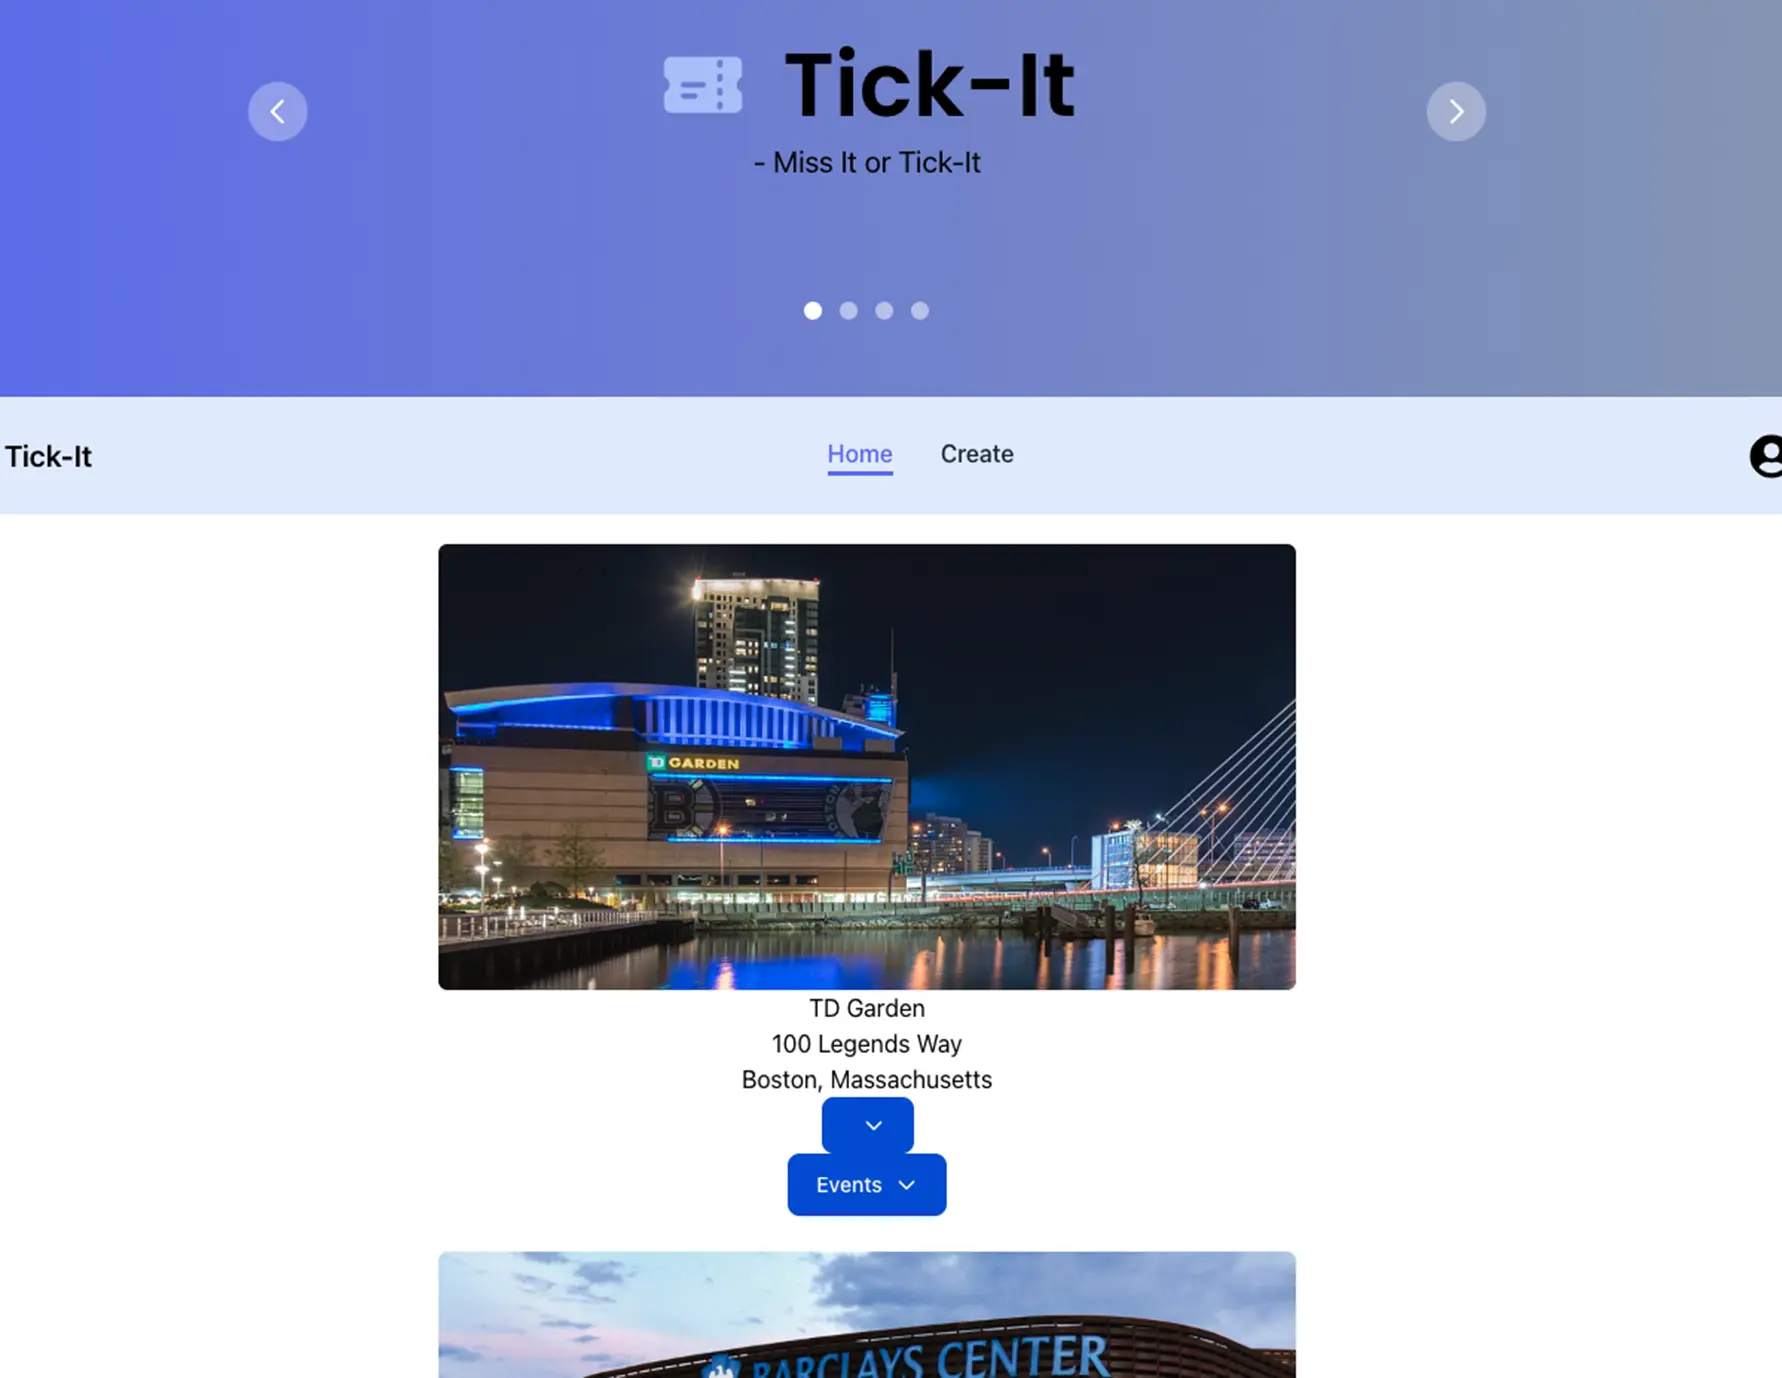 Tick-It
- Miss It or Tick-It
Tick-It
Home
Create
TD GARDEN
B
BOSTON
TD Garden
100 Legends Way
Boston, Massachusetts
Events
BARCLAYS CENTER